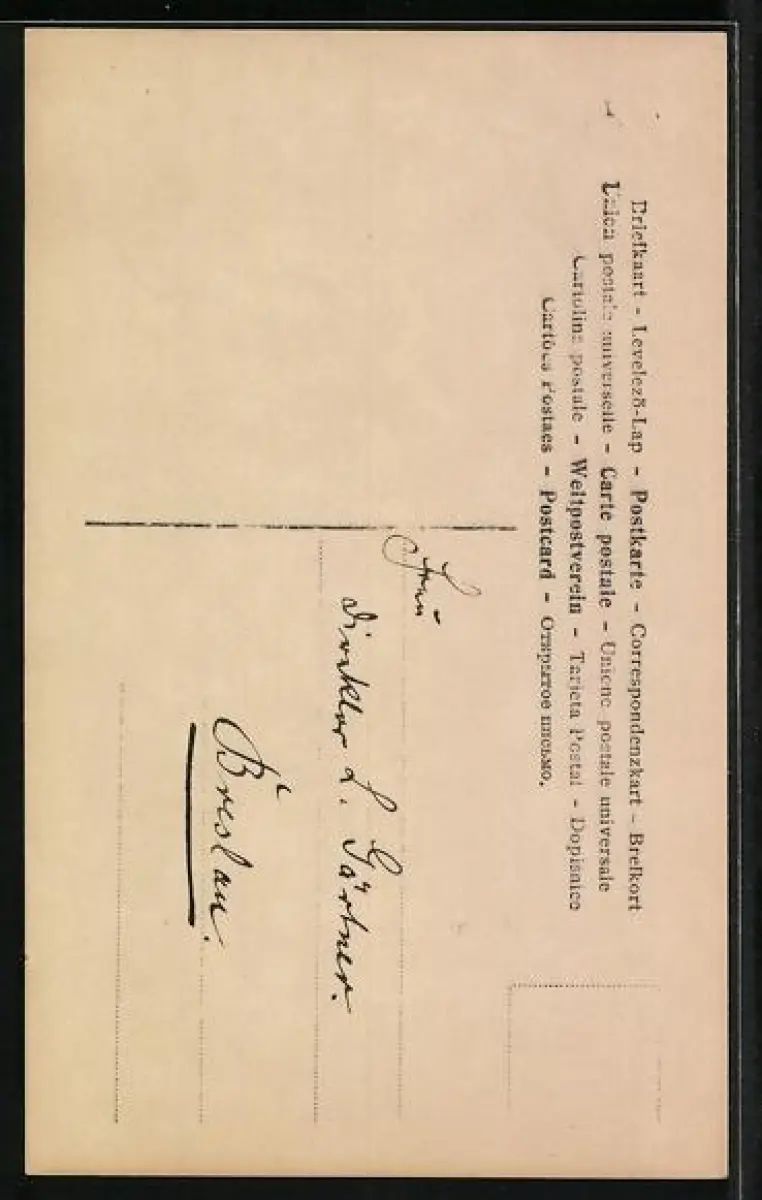 Briefkaart - Levelező-Lap - Postkarte - Correspondenzkart - Brefkort
Union postale universelle - Carte postale - Unione postale universale
Cartolina postale - Weltpostverein - Tarjeta Postal - Dopisnice
Cartões Postaes - Postcard - Открытое письмо.
Frau
Direktor L. Gärtner.
Breslau.